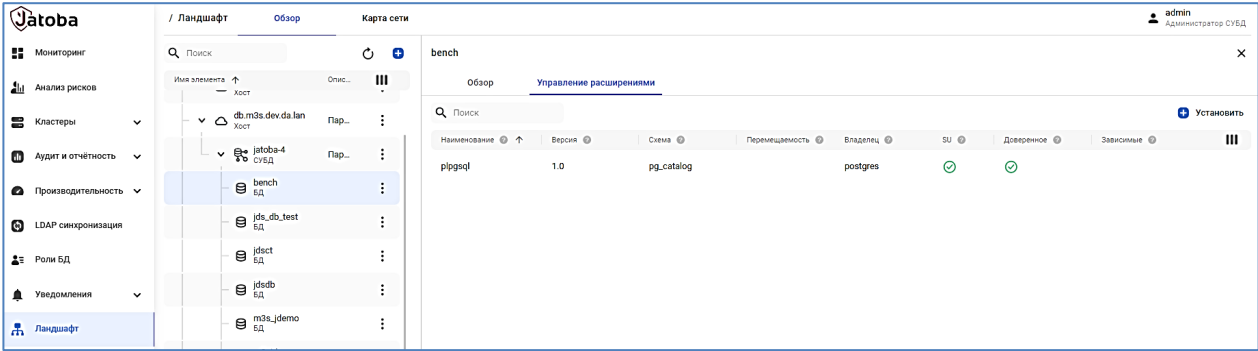 Jatoba
/ Ландшафт Обзор Карта сети
admin
Администратор СУБД
Мониторинг
Анализ рисков
Кластеры
Аудит и отчётность
Производительность
LDAP синхронизация
Роли БД
Уведомления
Ландшафт
Поиск
Имя элемента Опис...
Хост
db.m3s.dev.da.lan Пар...
Хост
jatoba-4 Пар...
СУБД
bench
БД
jds_db_test
БД
jdsct
БД
jdsdb
БД
m3s_jdemo
БД
bench
Обзор Управление расширениями
Поиск Установить
Наименование Версия Схема Перемещаемость Владелец SU Доверенное Зависимые
plpgsql 1.0 pg_catalog postgres